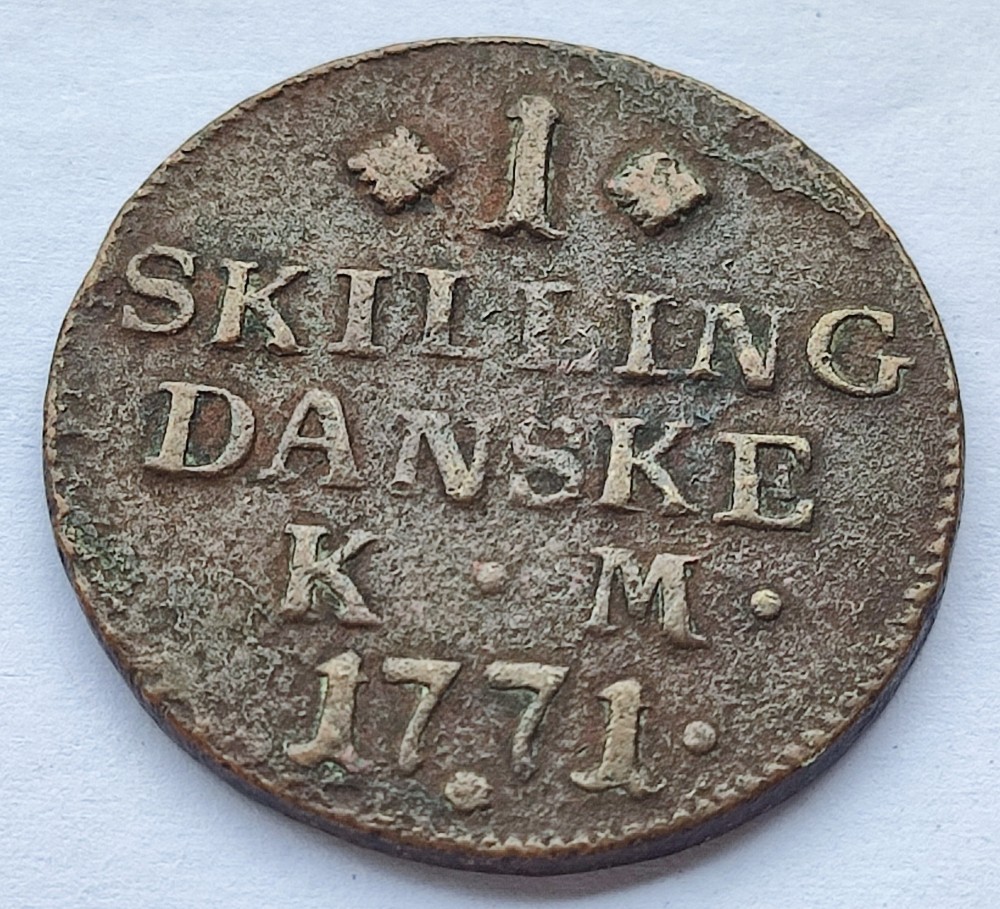 1
SKILLING
DANSKE
K · M ·
1771 ·